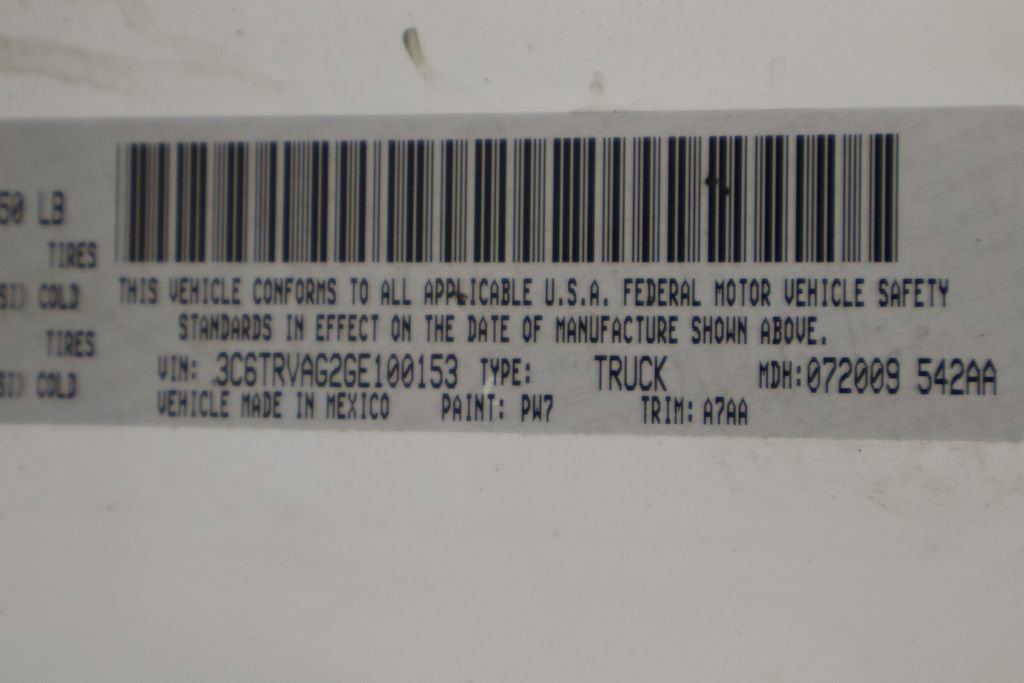 50 LB
TIRES
SI) COLD
TIRES
SI) COLD
THIS VEHICLE CONFORMS TO ALL APPLICABLE U.S.A. FEDERAL MOTOR VEHICLE SAFETY
STANDARDS IN EFFECT ON THE DATE OF MANUFACTURE SHOWN ABOVE.
VIN: 3C6TRVAG2GE100153 TYPE: TRUCK MDH: 072009 542AA
VEHICLE MADE IN MEXICO PAINT: PW7 TRIM: A7AA